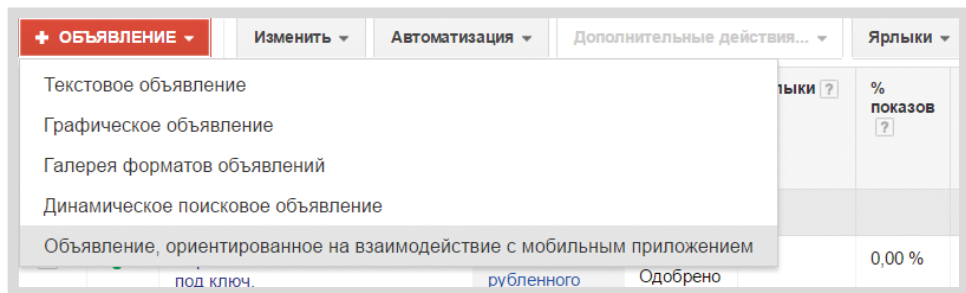 + ОБЪЯВЛЕНИЕ Изменить Автоматизация Дополнительные действия... Ярлыки
Текстовое объявление
Графическое объявление
Галерея форматов объявлений
Динамическое поисковое объявление
Объявление, ориентированное на взаимодействие с мобильным приложением
?
%
показов
?
0,00 %
под ключ.
рубленного
Одобрено